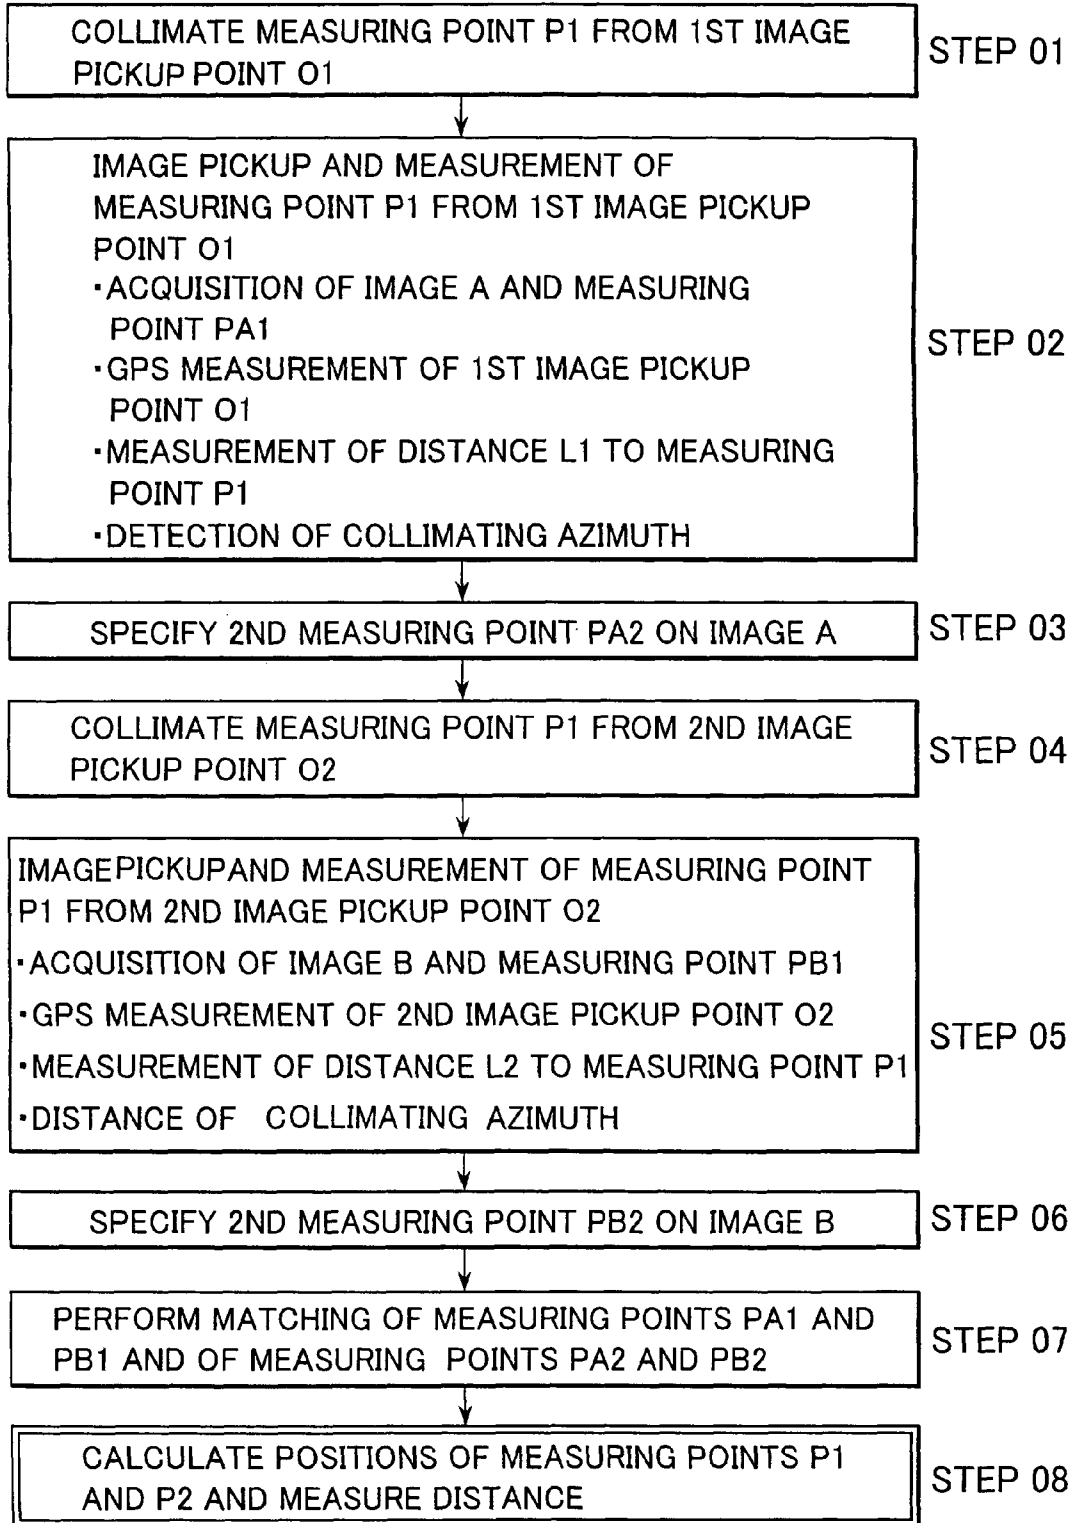 COLLIMATE MEASURING POINT P1 FROM 1ST IMAGE
PICKUP POINT O1
STEP 01
IMAGE PICKUP AND MEASUREMENT OF
MEASURING POINT P1 FROM 1ST IMAGE PICKUP
POINT O1
・ACQUISITION OF IMAGE A AND MEASURING
POINT PA1
・GPS MEASUREMENT OF 1ST IMAGE PICKUP
POINT O1
・MEASUREMENT OF DISTANCE L1 TO MEASURING
POINT P1
・DETECTION OF COLLIMATING AZIMUTH
STEP 02
SPECIFY 2ND MEASURING POINT PA2 ON IMAGE A
STEP 03
COLLIMATE MEASURING POINT P1 FROM 2ND IMAGE
PICKUP POINT O2
STEP 04
IMAGE PICKUP AND MEASUREMENT OF MEASURING POINT
P1 FROM 2ND IMAGE PICKUP POINT O2
・ACQUISITION OF IMAGE B AND MEASURING POINT PB1
・GPS MEASUREMENT OF 2ND IMAGE PICKUP POINT O2
・MEASUREMENT OF DISTANCE L2 TO MEASURING POINT P1
・DISTANCE OF COLLIMATING AZIMUTH
STEP 05
SPECIFY 2ND MEASURING POINT PB2 ON IMAGE B
STEP 06
PERFORM MATCHING OF MEASURING POINTS PA1 AND
PB1 AND OF MEASURING POINTS PA2 AND PB2
STEP 07
CALCULATE POSITIONS OF MEASURING POINTS P1
AND P2 AND MEASURE DISTANCE
STEP 08